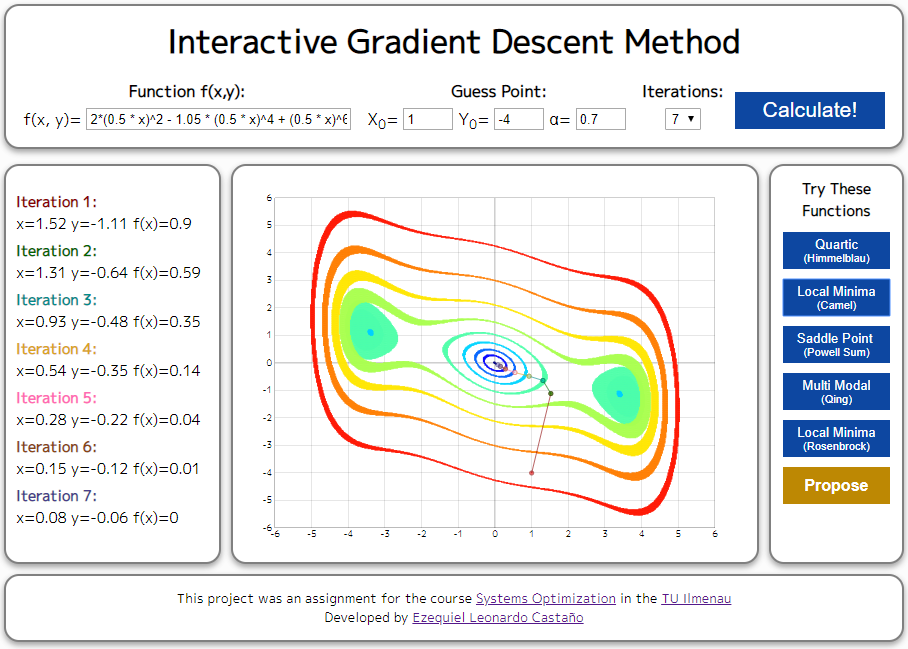 Interactive Gradient Descent Method
Function f(x,y):
Guess Point:
Iterations:
f(x, y)= 2*(0.5 * x)^2 - 1.05 * (0.5 * x)^4 + (0.5 * x)^6
X0= 1 Y0= -4 α= 0.7
7
Calculate!
Iteration 1:
x=1.52 y=-1.11 f(x)=0.9
Iteration 2:
x=1.31 y=-0.64 f(x)=0.59
Iteration 3:
x=0.93 y=-0.48 f(x)=0.35
Iteration 4:
x=0.54 y=-0.35 f(x)=0.14
Iteration 5:
x=0.28 y=-0.22 f(x)=0.04
Iteration 6:
x=0.15 y=-0.12 f(x)=0.01
Iteration 7:
x=0.08 y=-0.06 f(x)=0
6
5
4
3
2
1
0
-1
-2
-3
-4
-5
-6
-6 -5 -4 -3 -2 -1 0 1 2 3 4 5 6
Try These
Functions
Quartic
(Himmelblau)
Local Minima
(Camel)
Saddle Point
(Powell Sum)
Multi Modal
(Qing)
Local Minima
(Rosenbrock)
Propose
This project was an assignment for the course Systems Optimization in the TU Ilmenau
Developed by Ezequiel Leonardo Castaño